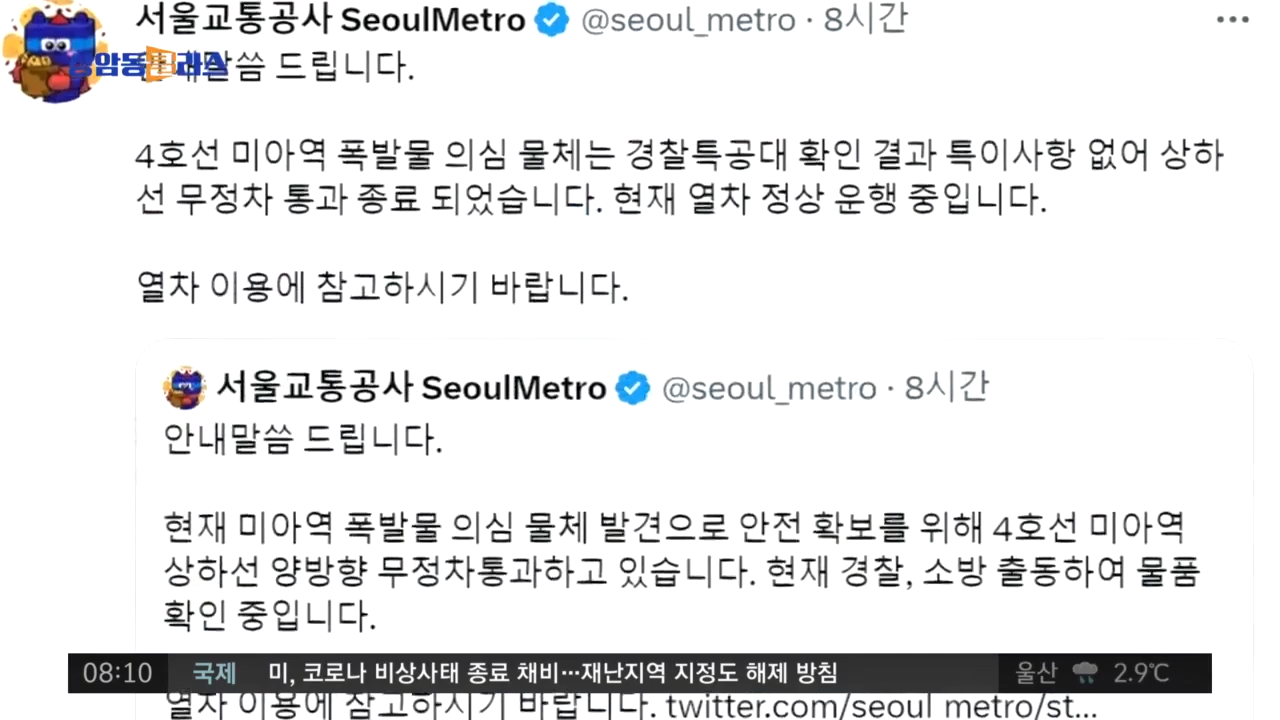 서울교통공사 SeoulMetro @seoul_metro · 8시간
상암동클라스
말씀 드립니다.
4호선 미아역 폭발물 의심 물체는 경찰특공대 확인 결과 특이사항 없어 상하
선 무정차 통과 종료 되었습니다. 현재 열차 정상 운행 중입니다.
열차 이용에 참고하시기 바랍니다.
서울교통공사 SeoulMetro @seoul_metro · 8시간
안내말씀 드립니다.
현재 미아역 폭발물 의심 물체 발견으로 안전 확보를 위해 4호선 미아역
상하선 양방향 무정차통과하고 있습니다. 현재 경찰, 소방 출동하여 물품
확인 중입니다.
08:10 국제 미, 코로나 비상사태 종료 채비…재난지역 지정도 해제 방침 울산 2.9℃
열차 이용에 참고하시기 바랍니다. twitter.com/seoul_metro/st...